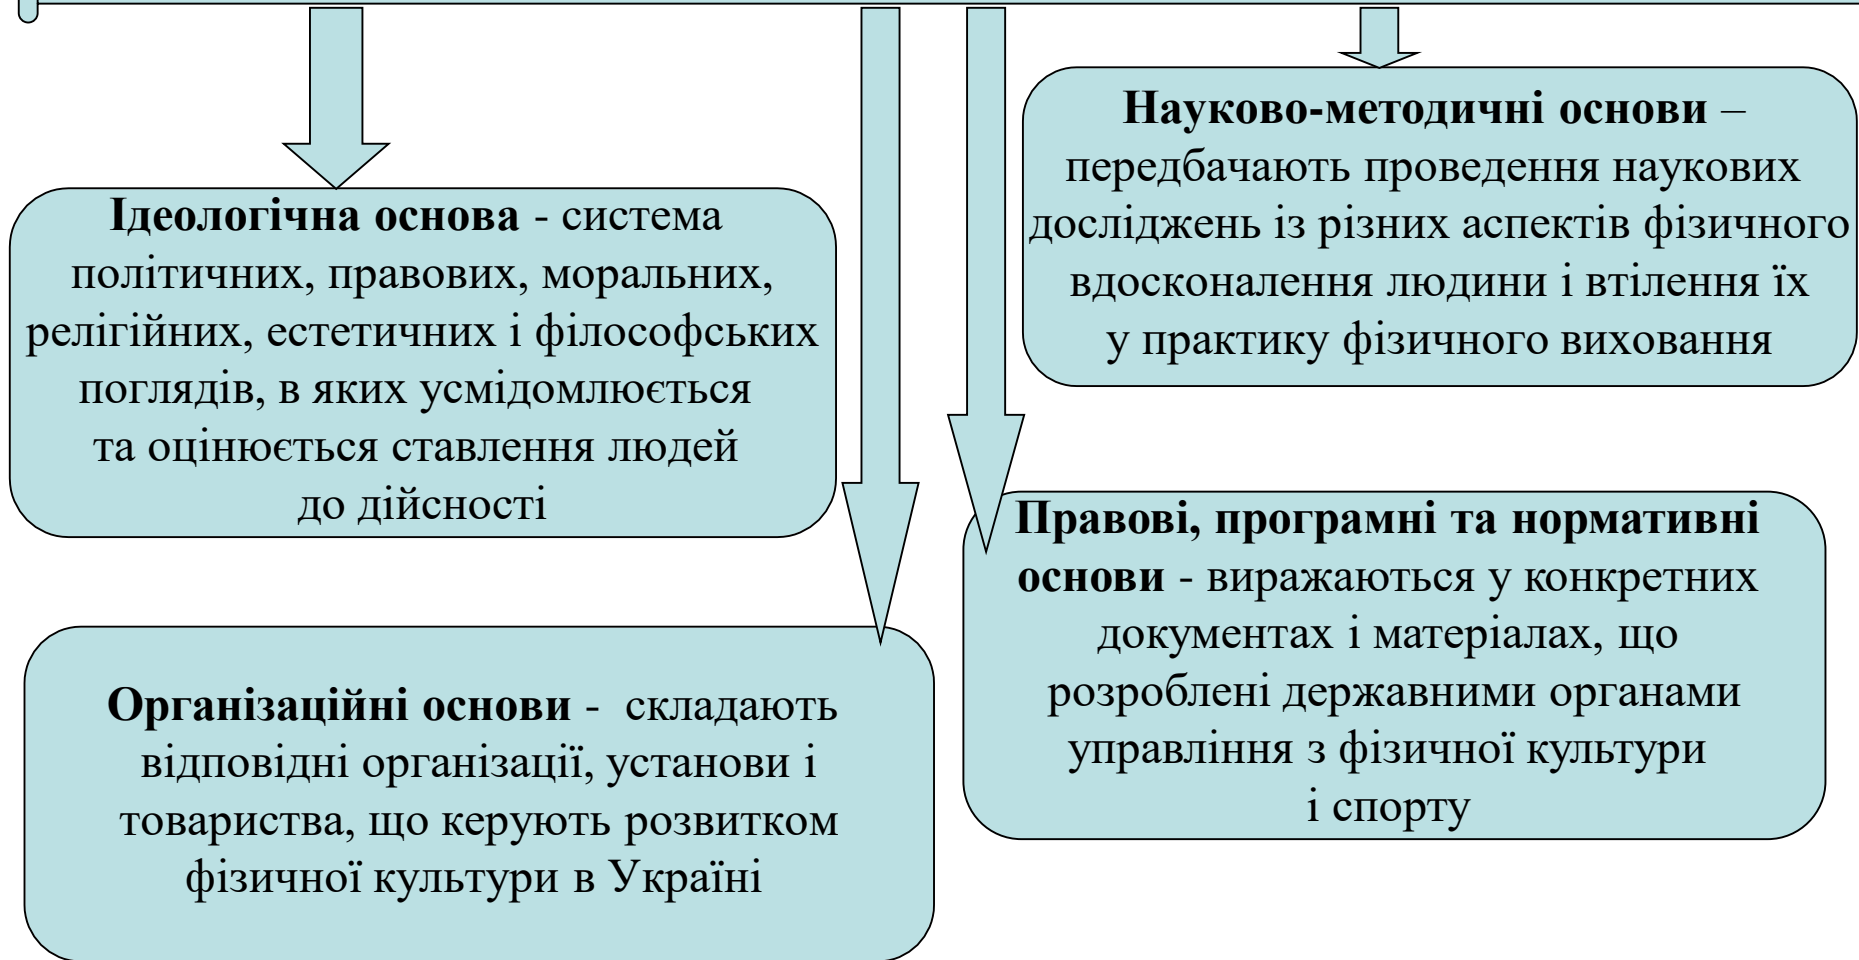 Ідеологічна основа - система
політичних, правових, моральних,
релігійних, естетичних і філософських
поглядів, в яких усмідомлюється
та оцінюється ставлення людей
до дійсності
Науково-методичні основи –
передбачають проведення наукових
досліджень із різних аспектів фізичного
вдосконалення людини і втілення їх
у практику фізичного виховання
Організаційні основи - складають
відповідні організації, установи і
товариства, що керують розвитком
фізичної культури в Україні
Правові, програмні та нормативні
основи - виражаються у конкретних
документах і матеріалах, що
розроблені державними органами
управління з фізичної культури
і спорту